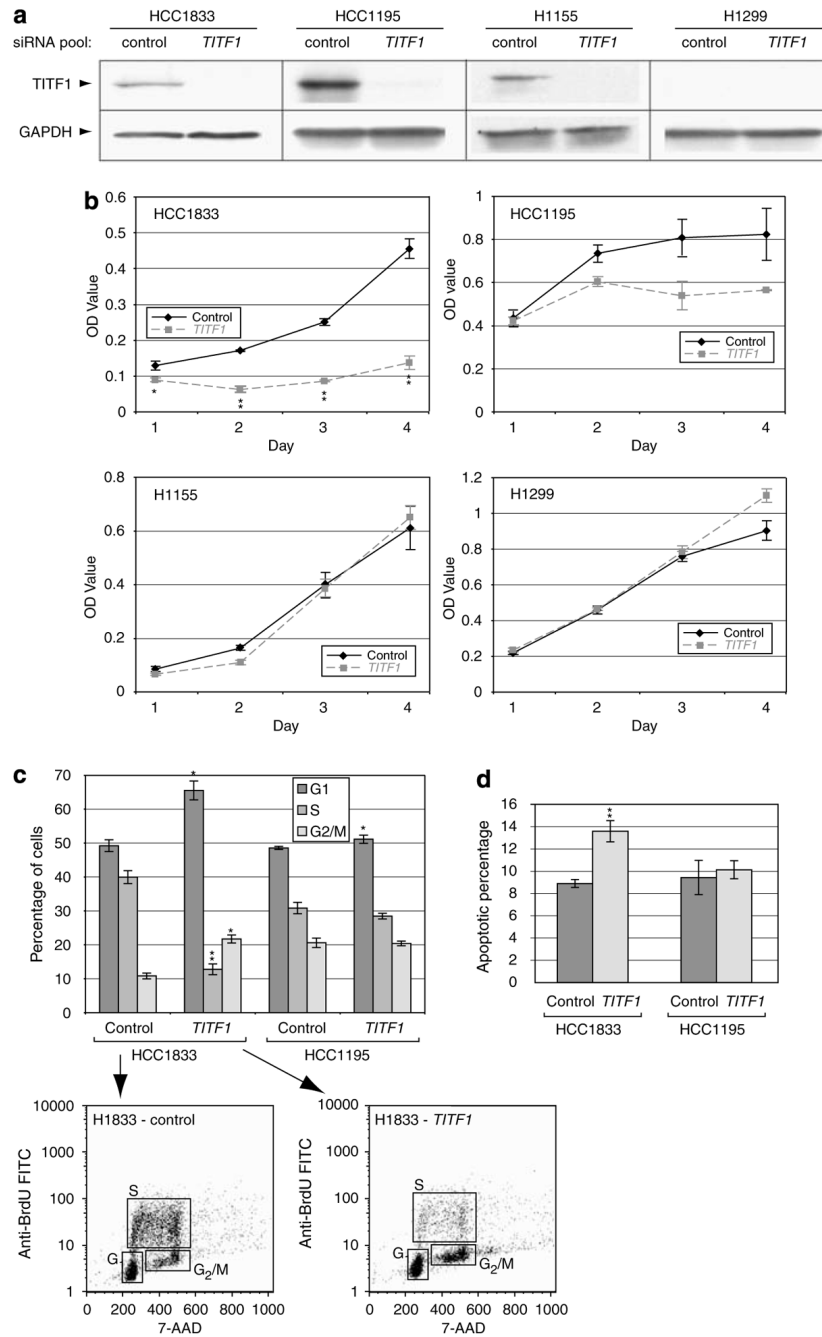 a
HCC1833 HCC1195 H1155 H1299
siRNA pool: control TITF1 control TITF1 control TITF1 control TITF1
TITF1
GAPDH
b
HCC1833
OD Value
0.6
0.5
0.4
0.3
0.2
0.1
0
Control
TITF1
*
**
**
**
1 2 3 4
Day
HCC1195
OD value
1
0.8
0.6
0.4
0.2
0
Control
TITF1
1 2 3 4
Day
H1155
OD Value
0.8
0.6
0.4
0.2
0
Control
TITF1
1 2 3 4
Day
H1299
OD Value
1.2
1.0
0.8
0.6
0.4
0.2
0
Control
TITF1
1 2 3 4
Day
c
Percentage of cells
70
60
50
40
30
20
10
0
G1
S
G2/M
*
**
*
*
Control TITF1 Control TITF1
HCC1833 HCC1195
d
Apoptotic percentage
16
14
12
10
8
6
4
2
0
**
Control TITF1 Control TITF1
HCC1833 HCC1195
H1833 - control
Anti-BrdU FITC
10000
1000
100
10
1
S
G
G2/M
0 200 400 600 800 1000
7-AAD
H1833 - TITF1
Anti-BrdU FITC
10000
1000
100
10
1
S
G
G2/M
0 200 400 600 800 1000
7-AAD